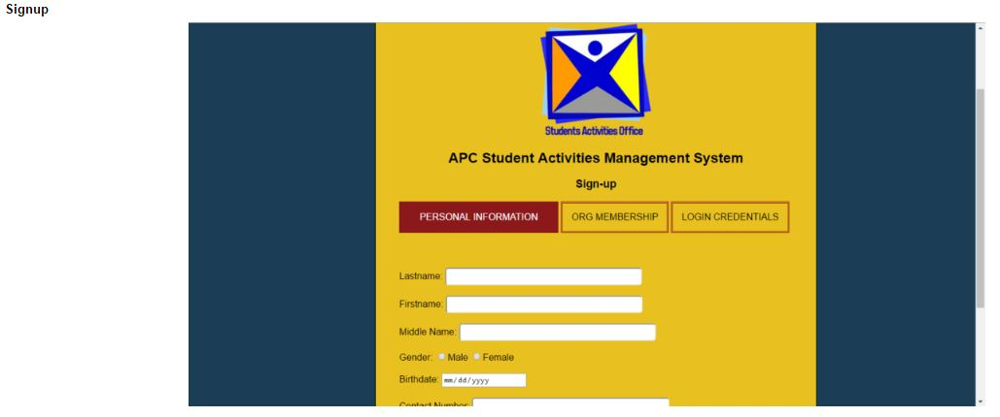 Signup
Students Activities Office
APC Student Activities Management System
Sign-up
PERSONAL INFORMATION ORG MEMBERSHIP LOGIN CREDENTIALS
Lastname:
Firstname:
Middle Name:
Gender: Male Female
Birthdate: mm/dd/yyyy
Contact Number: